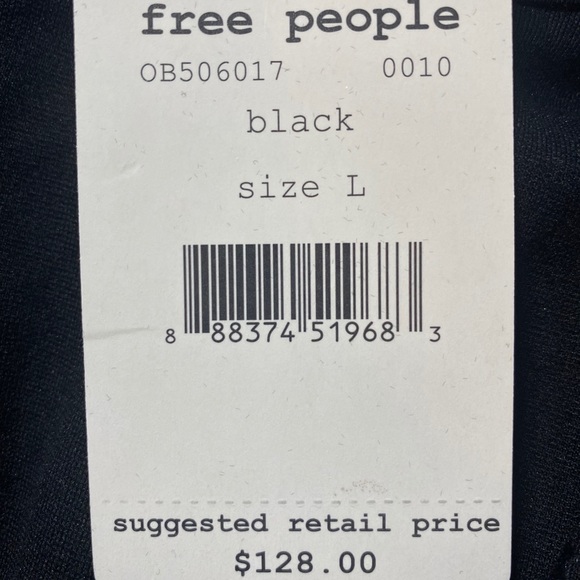 free people
OB506017 0010
black
size L
8 88374 51968 3
suggested retail price
$128.00